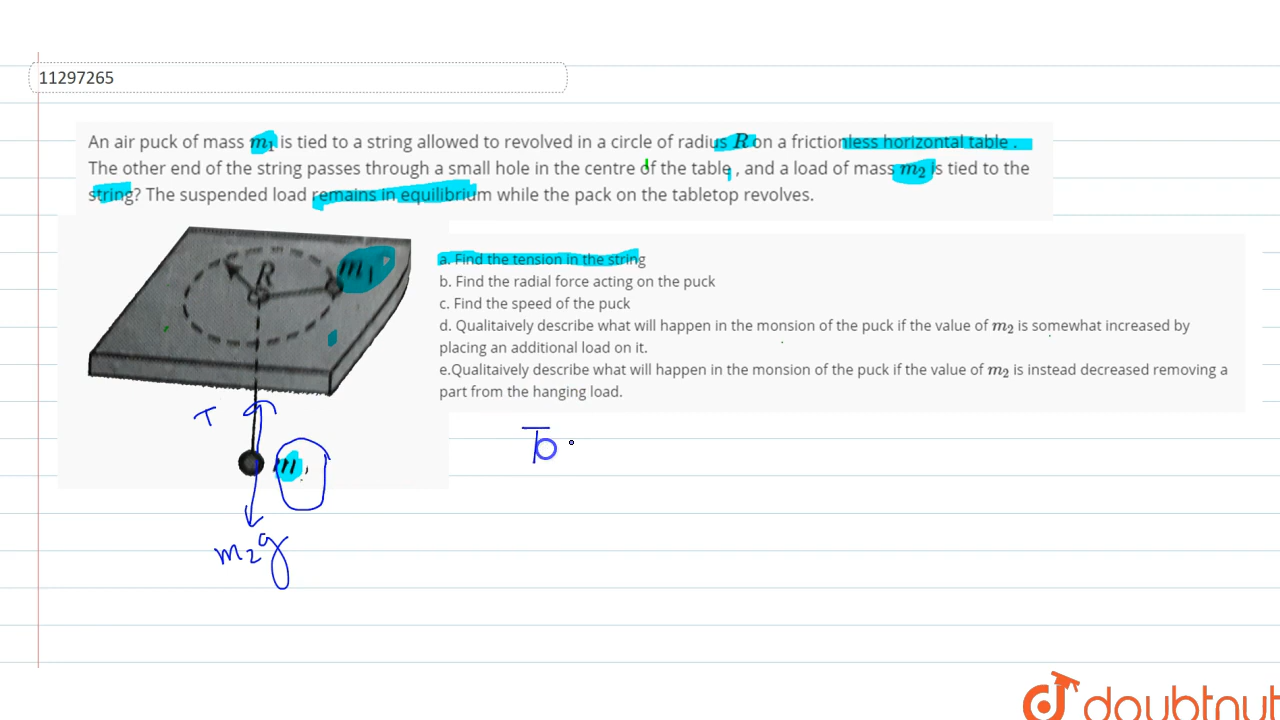 11297265
An air puck of mass m₁ is tied to a string allowed to revolved in a circle of radius R on a frictionless horizontal table .
The other end of the string passes through a small hole in the centre of the table , and a load of mass m₂ is tied to the
string? The suspended load remains in equilibrium while the pack on the tabletop revolves.
R
m₁
a. Find the tension in the string
b. Find the radial force acting on the puck
c. Find the speed of the puck
d. Qualitaively describe what will happen in the monsion of the puck if the value of m₂ is somewhat increased by
placing an additional load on it.
e.Qualitaively describe what will happen in the monsion of the puck if the value of m₂ is instead decreased removing a
part from the hanging load.
T
m
m₂g
doubtnut